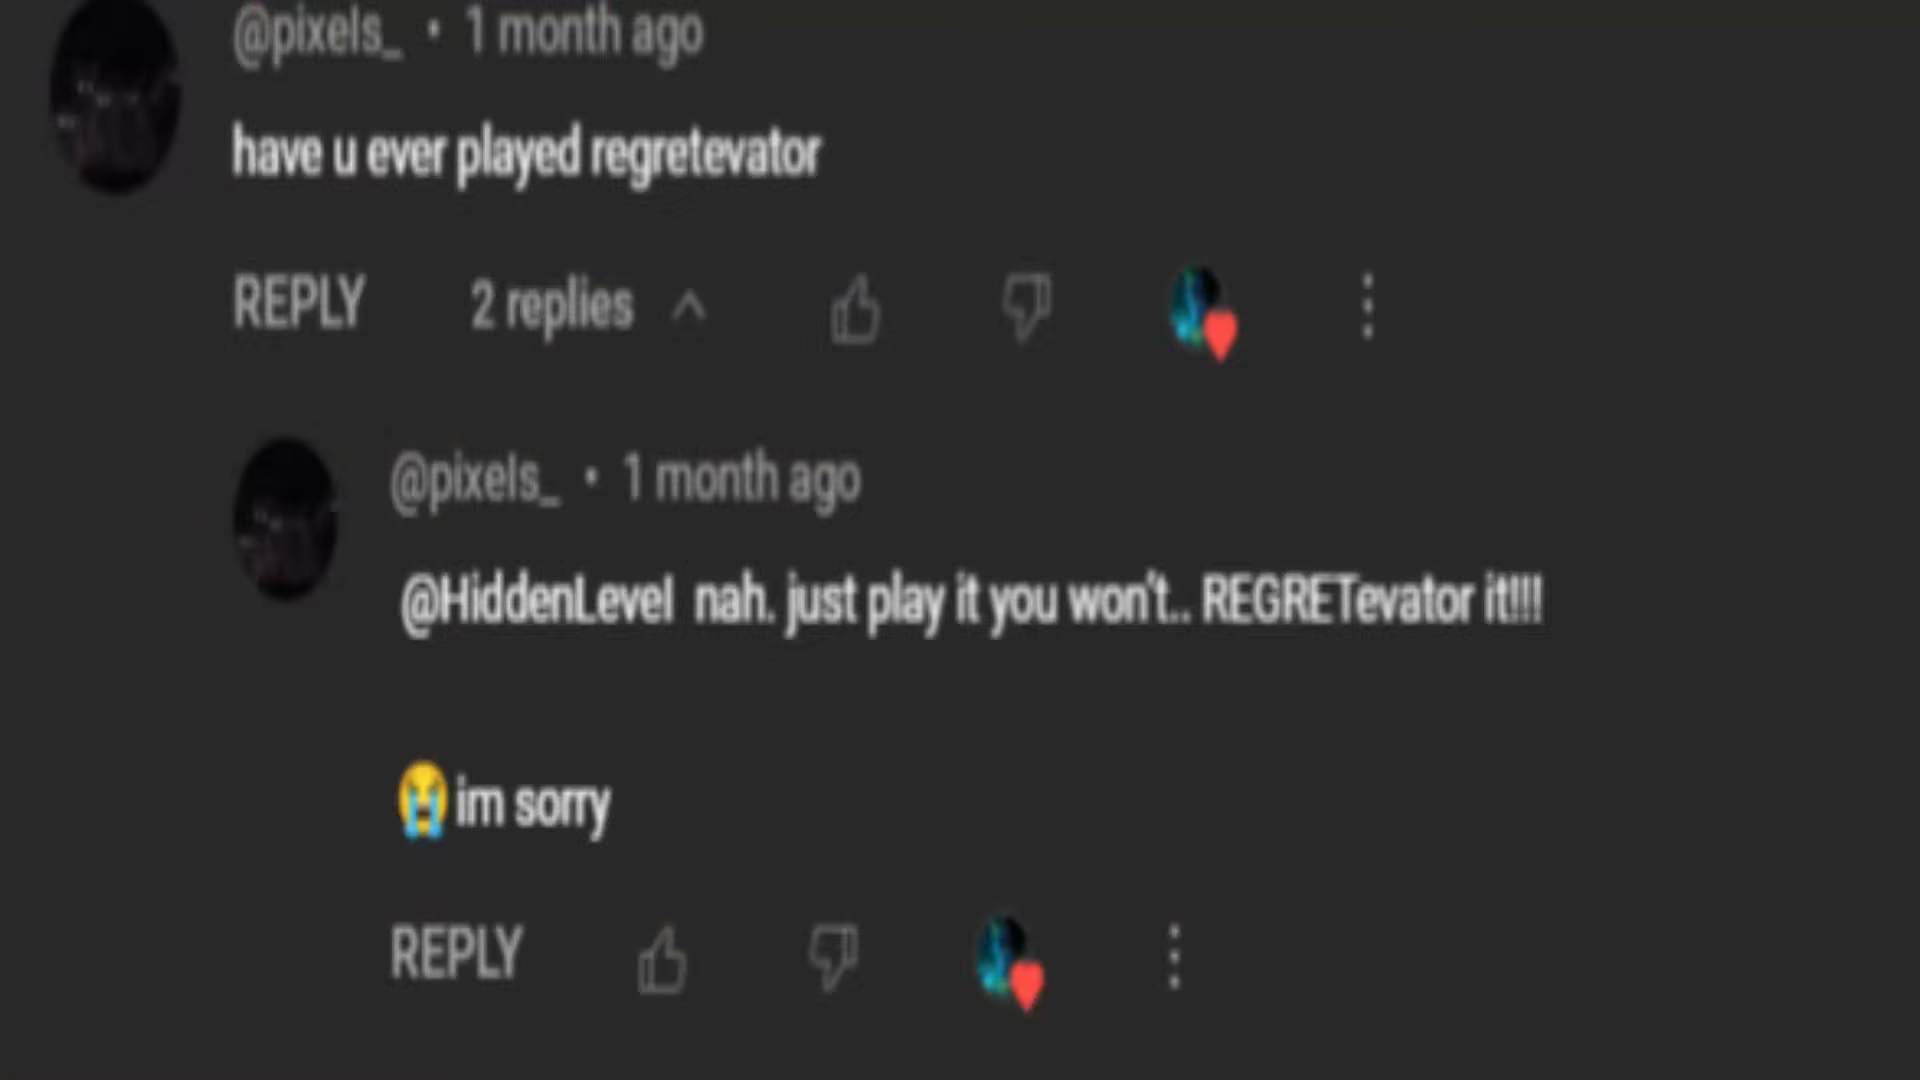 @pixels_ • 1 month ago
have u ever played regretevator
REPLY 2 replies
@pixels_ • 1 month ago
@HiddenLevel nah. just play it you won't.. REGRETevator it!!!
😭im sorry
REPLY